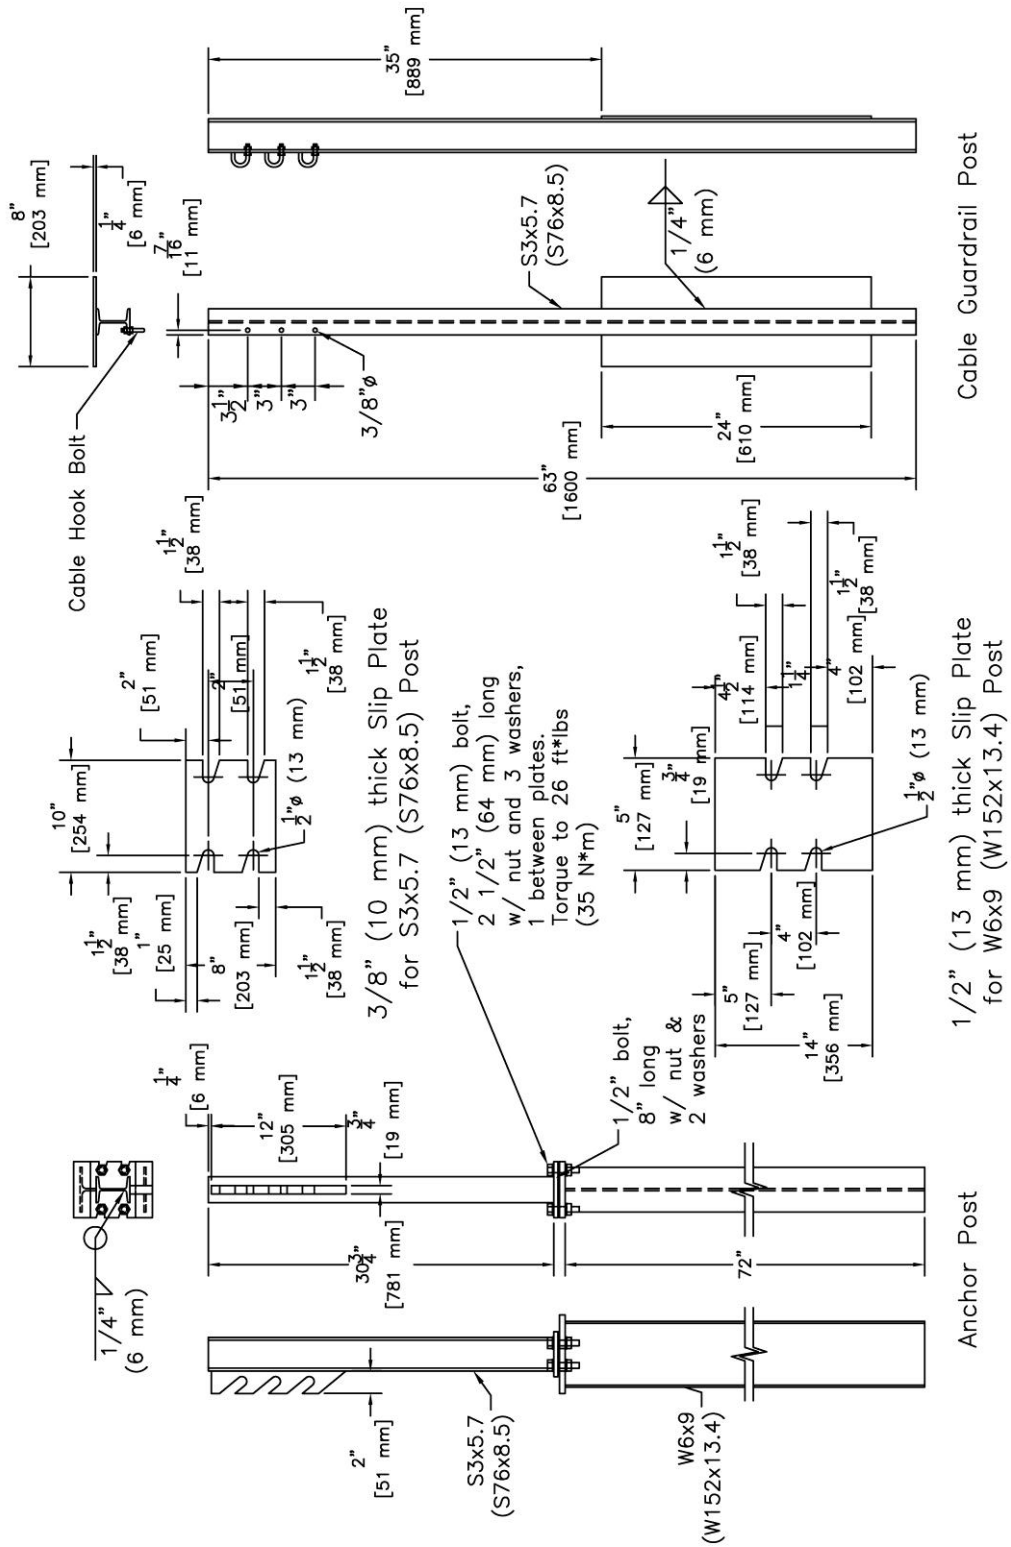 8"
[203 mm]
1/4"
[6 mm]
7/16"
[11 mm]
Cable Hook Bolt
3 1/2"
3"
3"
3/8"ø
35"
[889 mm]
S3x5.7
(S76x8.5)
1/4"
(6 mm)
63"
[1600 mm]
24"
[610 mm]
Cable Guardrail Post
10"
[254 mm]
2"
[51 mm]
2"
[51 mm]
1 1/2"
[38 mm]
1 1/2"
[38 mm]
1 1/2"
[38 mm]
1"
[25 mm]
8"
[203 mm]
1 1/2"
[38 mm]
1/2"ø (13 mm)
3/8" (10 mm) thick Slip Plate
for S3x5.7 (S76x8.5) Post
1/2" (13 mm) bolt,
2 1/2" (64 mm) long
w/ nut and 3 washers,
1 between plates.
Torque to 26 ft*lbs
(35 N*m)
5"
[127 mm]
3/4"
[19 mm]
4 1/2"
[114 mm]
1 1/2"
[38 mm]
1 1/4"
1 1/2"
[38 mm]
4"
[102 mm]
5"
[127 mm]
4"
[102 mm]
14"
[356 mm]
1/2"ø (13 mm)
1/2" (13 mm) thick Slip Plate
for W6x9 (W152x13.4) Post
1/4"
(6 mm)
1/4"
[6 mm]
12"
[305 mm]
3/4"
[19 mm]
30 3/4"
[781 mm]
2"
[51 mm]
S3x5.7
(S76x8.5)
1/2" bolt,
8" long
w/ nut &
2 washers
72"
W6x9
(W152x13.4)
Anchor Post